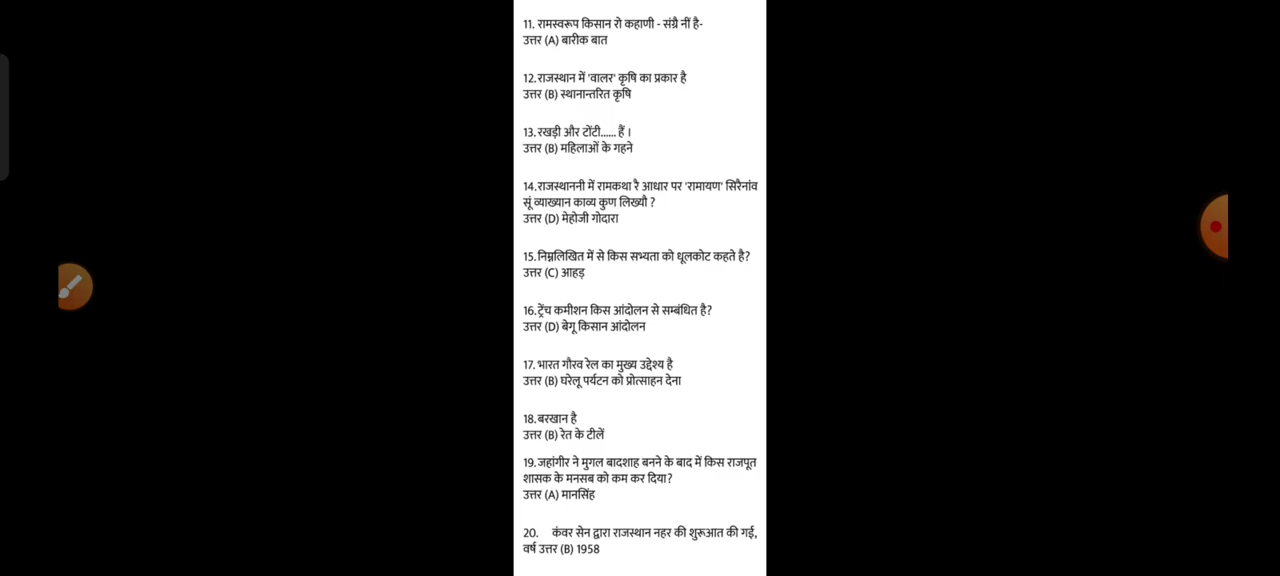 11. रामस्वरूप किसान रो कहाणी - संग्रै नीं है-
उत्तर (A) बारीक बात
12. राजस्थान में 'वालर' कृषि का प्रकार है
उत्तर (B) स्थानान्तरित कृषि
13. रखड़ी और टोंटी...... हैं ।
उत्तर (B) महिलाओं के गहने
14. राजस्थाननी में रामकथा रै आधार पर 'रामायण' सिरैनांव
सूं व्याख्यान काव्य कुण लिख्यौ ?
उत्तर (D) मेहोजी गोदारा
15. निम्नलिखित में से किस सभ्यता को धूलकोट कहते है?
उत्तर (C) आहड़
16. ट्रेंच कमीशन किस आंदोलन से सम्बंधित है?
उत्तर (D) बेगू किसान आंदोलन
17. भारत गौरव रेल का मुख्य उद्देश्य है
उत्तर (B) घरेलू पर्यटन को प्रोत्साहन देना
18. बरखान है
उत्तर (B) रेत के टीलें
19. जहांगीर ने मुगल बादशाह बनने के बाद में किस राजपूत
शासक के मनसब को कम कर दिया?
उत्तर (A) मानसिंह
20. कंवर सेन द्वारा राजस्थान नहर की शुरूआत की गई,
वर्ष उत्तर (B) 1958